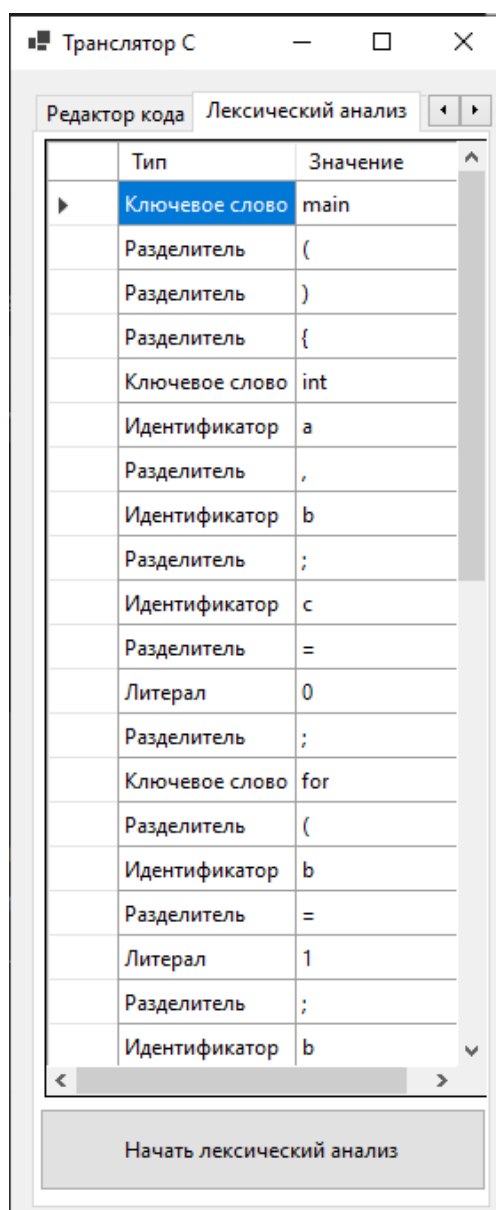 Транслятор С
Редактор кода Лексический анализ
Тип Значение
Ключевое слово main
Разделитель (
Разделитель )
Разделитель {
Ключевое слово int
Идентификатор a
Разделитель ,
Идентификатор b
Разделитель ;
Идентификатор c
Разделитель =
Литерал 0
Разделитель ;
Ключевое слово for
Разделитель (
Идентификатор b
Разделитель =
Литерал 1
Разделитель ;
Идентификатор b
Начать лексический анализ